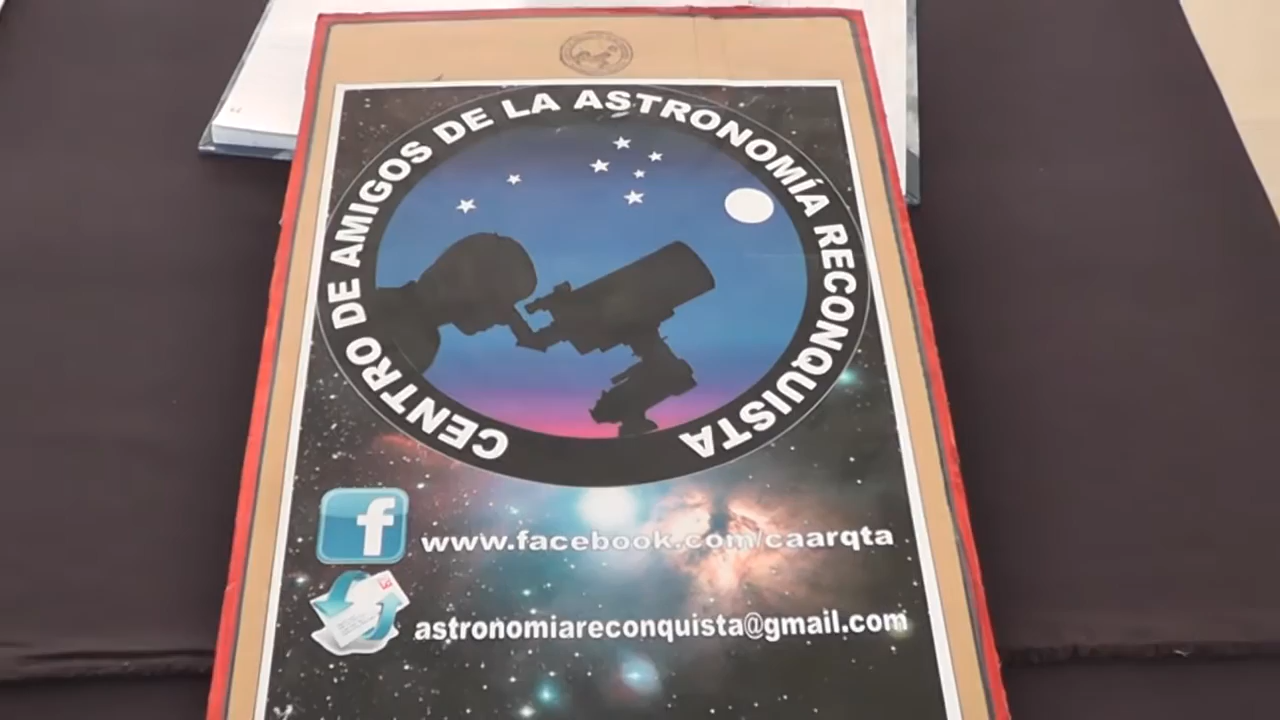 CENTRO DE AMIGOS DE LA ASTRONOMÍA RECONQUISTA
f
www.facebook.com/caarqta
astronomiareconquista@gmail.com